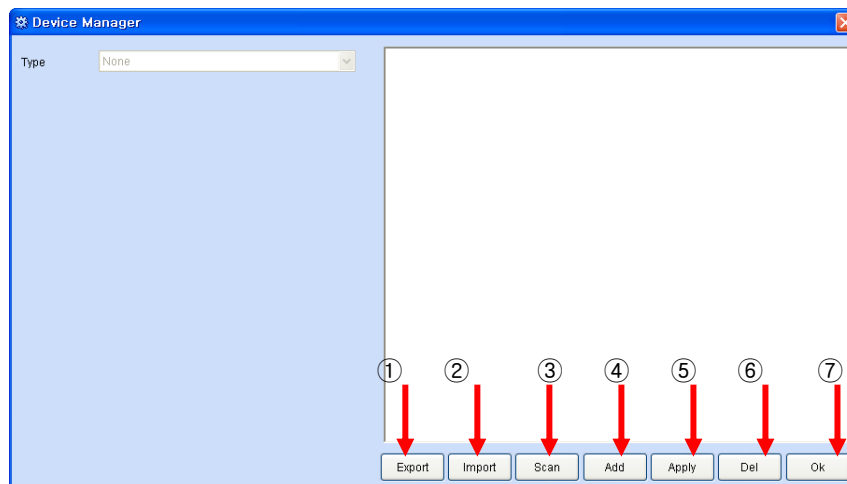 Device Manager
Type None
① ② ③ ④ ⑤ ⑥ ⑦
Export Import Scan Add Apply Del Ok